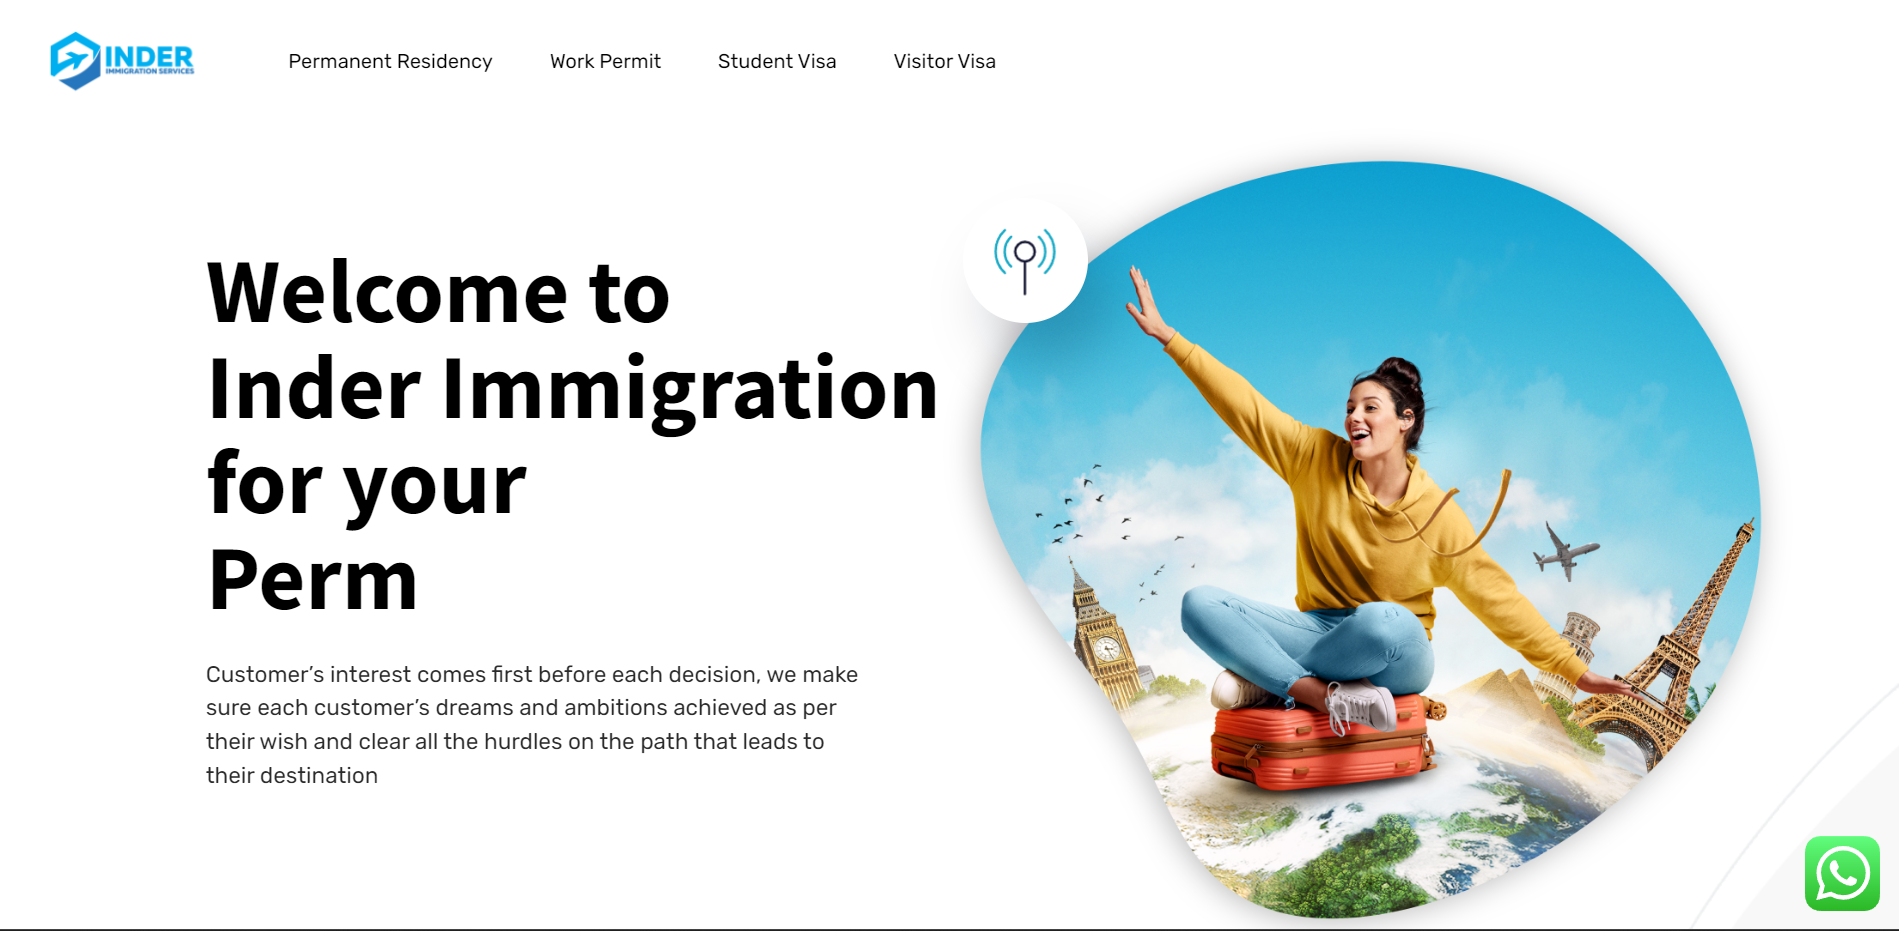 INDER
IMMIGRATION SERVICES
Permanent Residency
Work Permit
Student Visa
Visitor Visa
Welcome to
Inder Immigration
for your
Perm
Customer’s interest comes first before each decision, we make
sure each customer’s dreams and ambitions achieved as per
their wish and clear all the hurdles on the path that leads to
their destination